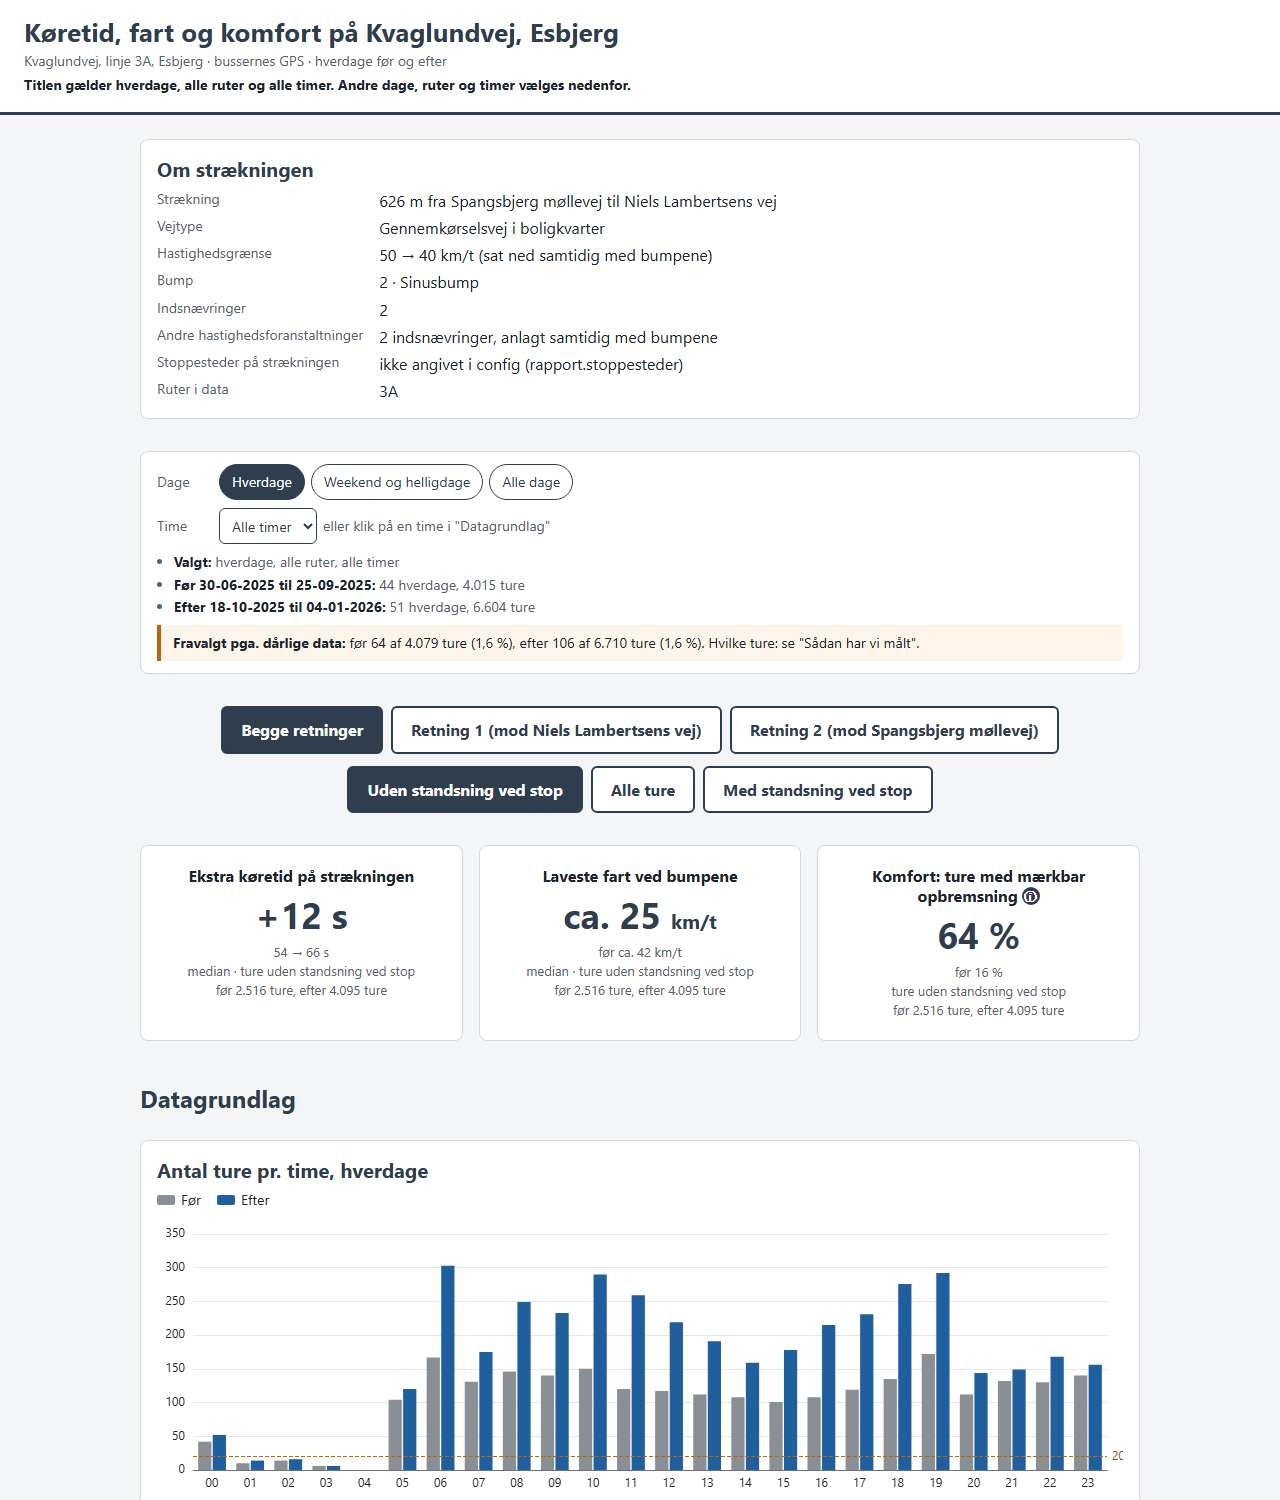 Køretid, fart og komfort på Kvaglundvej, Esbjerg
Kvaglundvej, linje 3A, Esbjerg · bussernes GPS · hverdage før og efter
Titlen gælder hverdage, alle ruter og alle timer. Andre dage, ruter og timer vælges nedenfor.
Om strækningen
Strækning 626 m fra Spangsbjerg møllevej til Niels Lambertsens vej
Vejtype Gennemkørselsvej i boligkvarter
Hastighedsgrænse 50 → 40 km/t (sat ned samtidig med bumpene)
Bump 2 · Sinusbump
Indsnævringer 2
Andre hastighedsforanstaltninger 2 indsnævringer, anlagt samtidig med bumpene
Stoppesteder på strækningen ikke angivet i config (rapport.stoppesteder)
Ruter i data 3A
Dage Hverdage Weekend og helligdage Alle dage
Time Alle timer eller klik på en time i "Datagrundlag"
• Valgt: hverdage, alle ruter, alle timer
• Før 30-06-2025 til 25-09-2025: 44 hverdage, 4.015 ture
• Efter 18-10-2025 til 04-01-2026: 51 hverdage, 6.604 ture
Fravalgt pga. dårlige data: før 64 af 4.079 ture (1,6 %), efter 106 af 6.710 ture (1,6 %). Hvilke ture: se "Sådan har vi målt".
Begge retninger Retning 1 (mod Niels Lambertsens vej) Retning 2 (mod Spangsbjerg møllevej)
Uden standsning ved stop Alle ture Med standsning ved stop
Ekstra køretid på strækningen
+12 s
54 → 66 s
median · ture uden standsning ved stop
før 2.516 ture, efter 4.095 ture
Laveste fart ved bumpene
ca. 25 km/t
før ca. 42 km/t
median · ture uden standsning ved stop
før 2.516 ture, efter 4.095 ture
Komfort: ture med mærkbar
opbremsning ⓘ
64 %
før 16 %
ture uden standsning ved stop
før 2.516 ture, efter 4.095 ture
Datagrundlag
Antal ture pr. time, hverdage
Før Efter
350
300
250
200
150
100
50
0
20
00 01 02 03 04 05 06 07 08 09 10 11 12 13 14 15 16 17 18 19 20 21 22 23